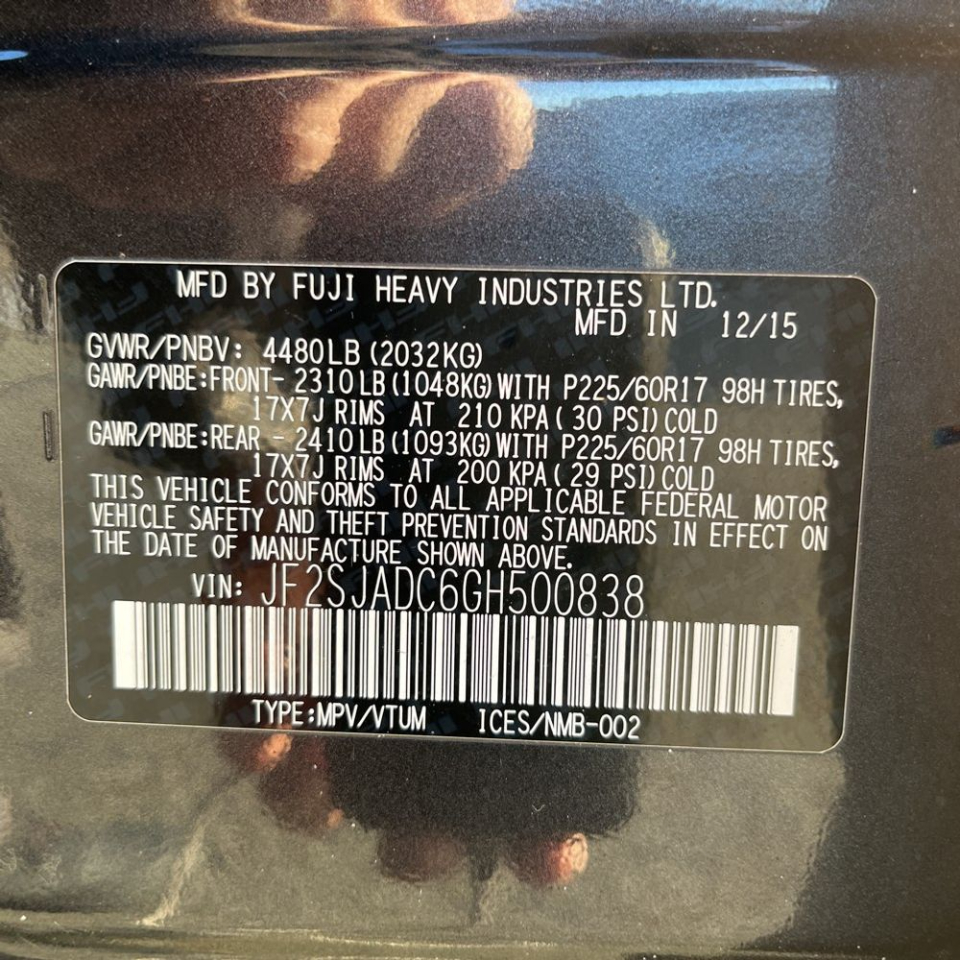 MFD BY FUJI HEAVY INDUSTRIES LTD.
MFD IN 12/15
GVWR/PNBV: 4480LB(2032KG)
GAWR/PNBE:FRONT- 2310LB(1048KG)WITH P225/60R17 98H TIRES,
17X7J RIMS AT 210 KPA( 30 PSI)COLD
GAWR/PNBE:REAR - 2410LB(1093KG)WITH P225/60R17 98H TIRES,
17X7J RIMS AT 200 KPA( 29 PSI)COLD
THIS VEHICLE CONFORMS TO ALL APPLICABLE FEDERAL MOTOR
VEHICLE SAFETY AND THEFT PREVENTION STANDARDS IN EFFECT ON
THE DATE OF MANUFACTURE SHOWN ABOVE.
VIN: JF2SJADC6GH500838
TYPE:MPV/VTUM ICES/NMB-002